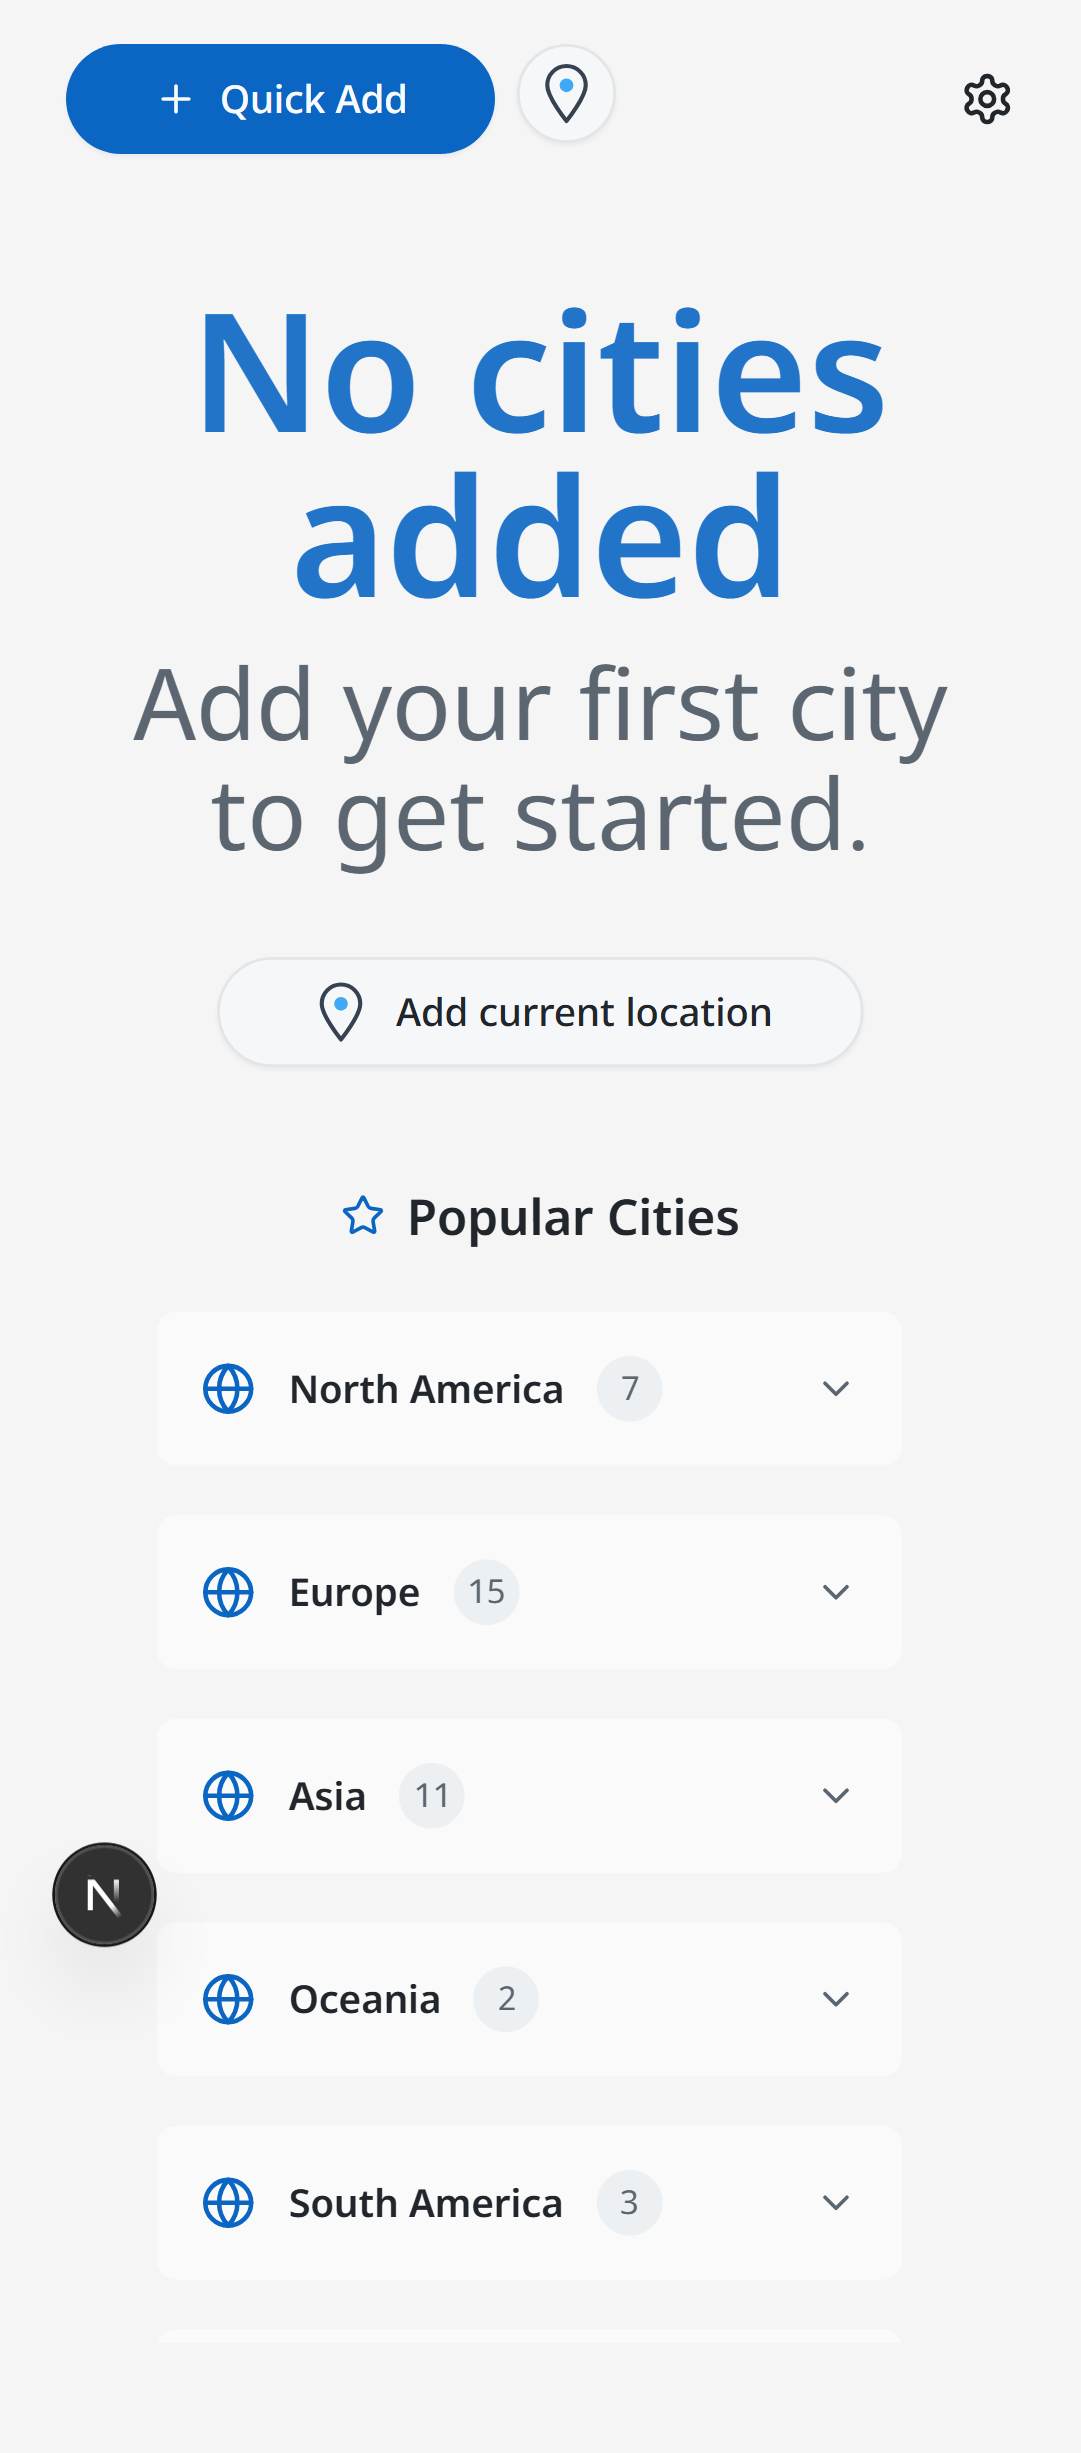 Quick Add
No cities
added
Add your first city
to get started.
Add current location
Popular Cities
North America 7
Europe 15
Asia 11
N
Oceania 2
South America 3